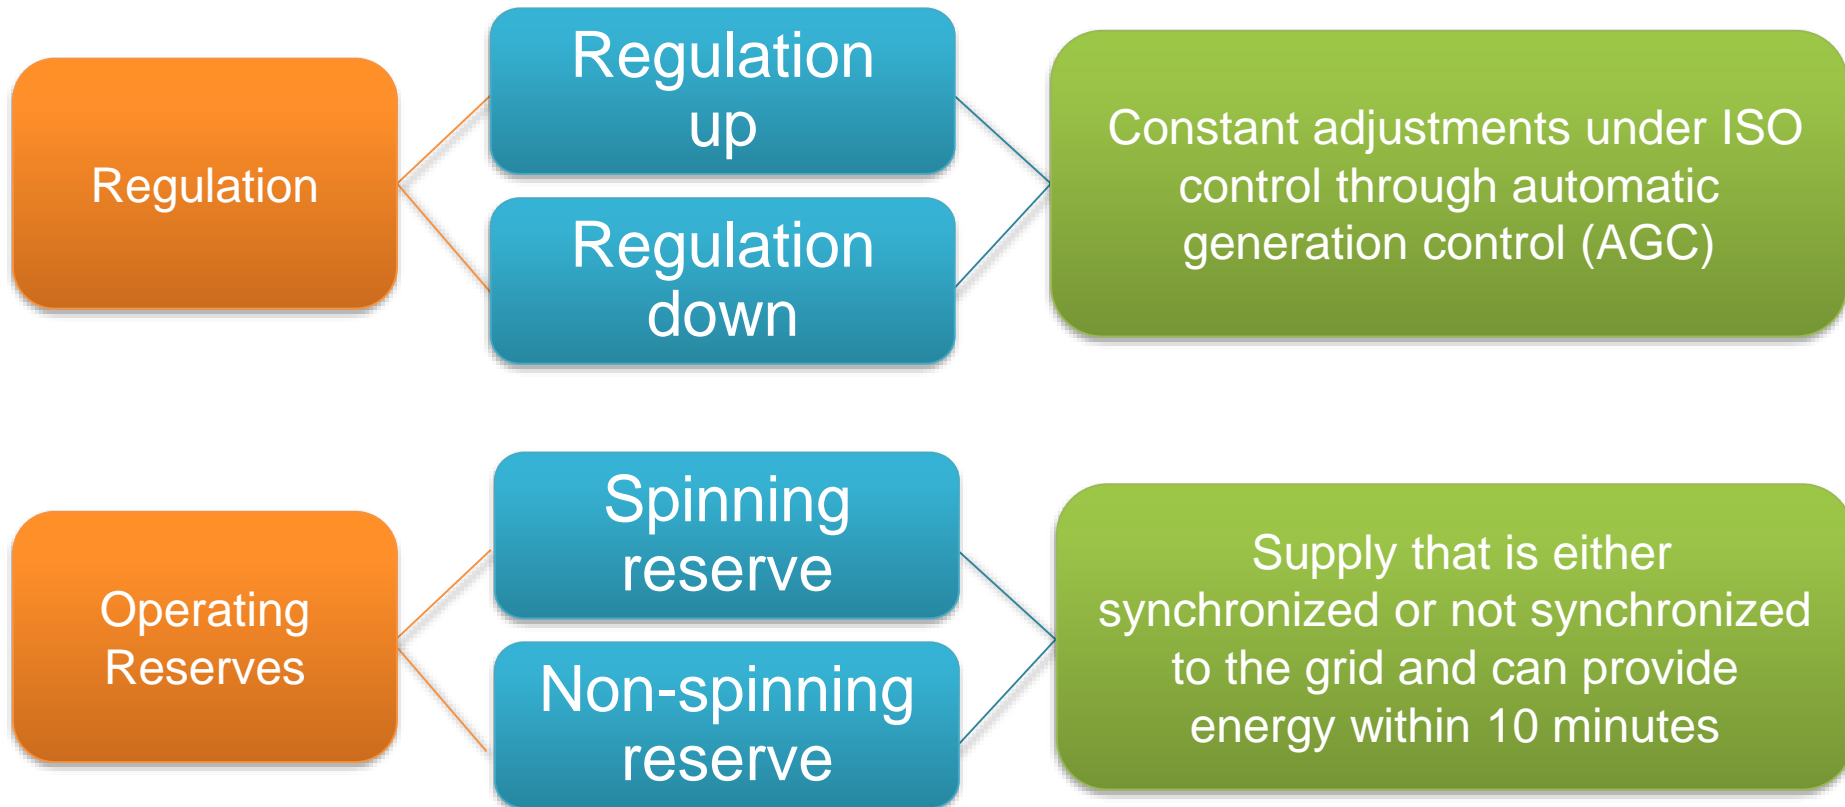 Regulation
Regulation
up
Regulation
down
Constant adjustments under ISO
control through automatic
generation control (AGC)
Operating
Reserves
Spinning
reserve
Non-spinning
reserve
Supply that is either
synchronized or not synchronized
to the grid and can provide
energy within 10 minutes